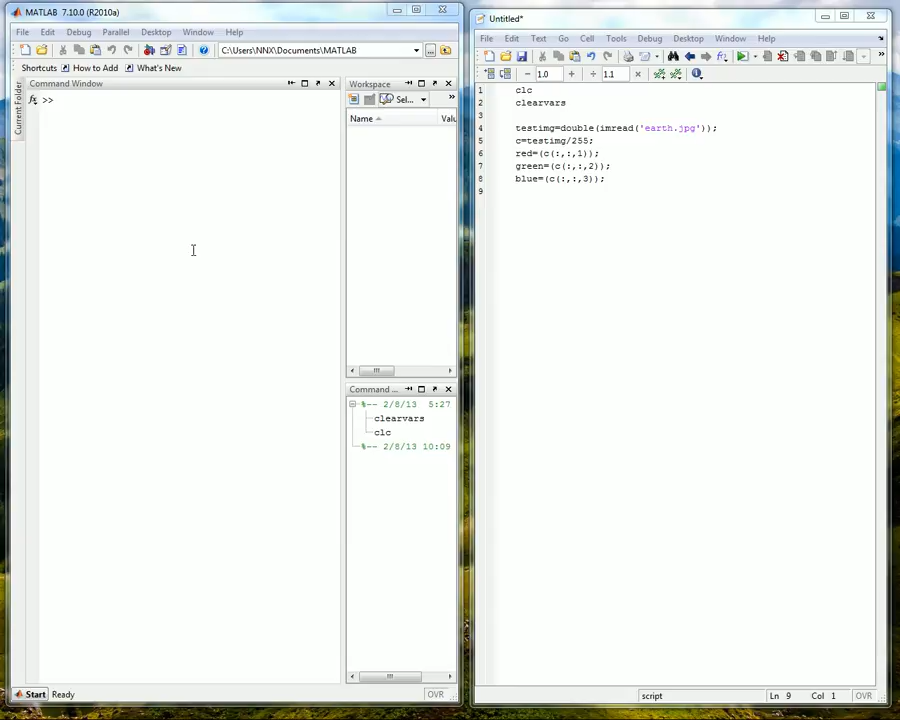 MATLAB 7.10.0 (R2010a)
File Edit Debug Parallel Desktop Window Help
C:\Users\NNX\Documents\MATLAB
Shortcuts How to Add What's New
Current Folder
Command Window
fx >>
Workspace
Sel...
Name Valu
Command ...
%-- 2/8/13 5:27
clearvars
clc
%-- 2/8/13 10:09
Start Ready
OVR
Untitled*
File Edit Text Go Cell Tools Debug Desktop Window Help
1.0 1.1
1 clc
2 clearvars
3
4 testimg=double(imread('earth.jpg'));
5 c=testimg/255;
6 red=(c(:,:,1));
7 green=(c(:,:,2));
8 blue=(c(:,:,3));
9
script Ln 9 Col 1 OVR